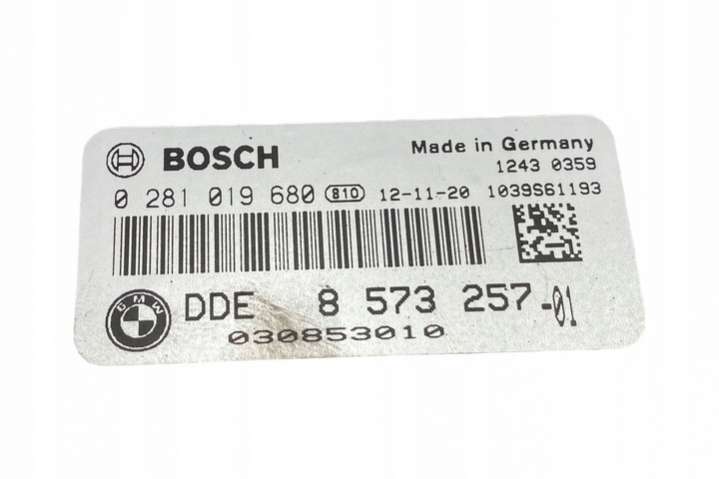 BOSCH
Made in Germany
1243 0359
0 281 019 680 810 12-11-20 1039S61193
BMW
DDE 8 573 257-01
030853010